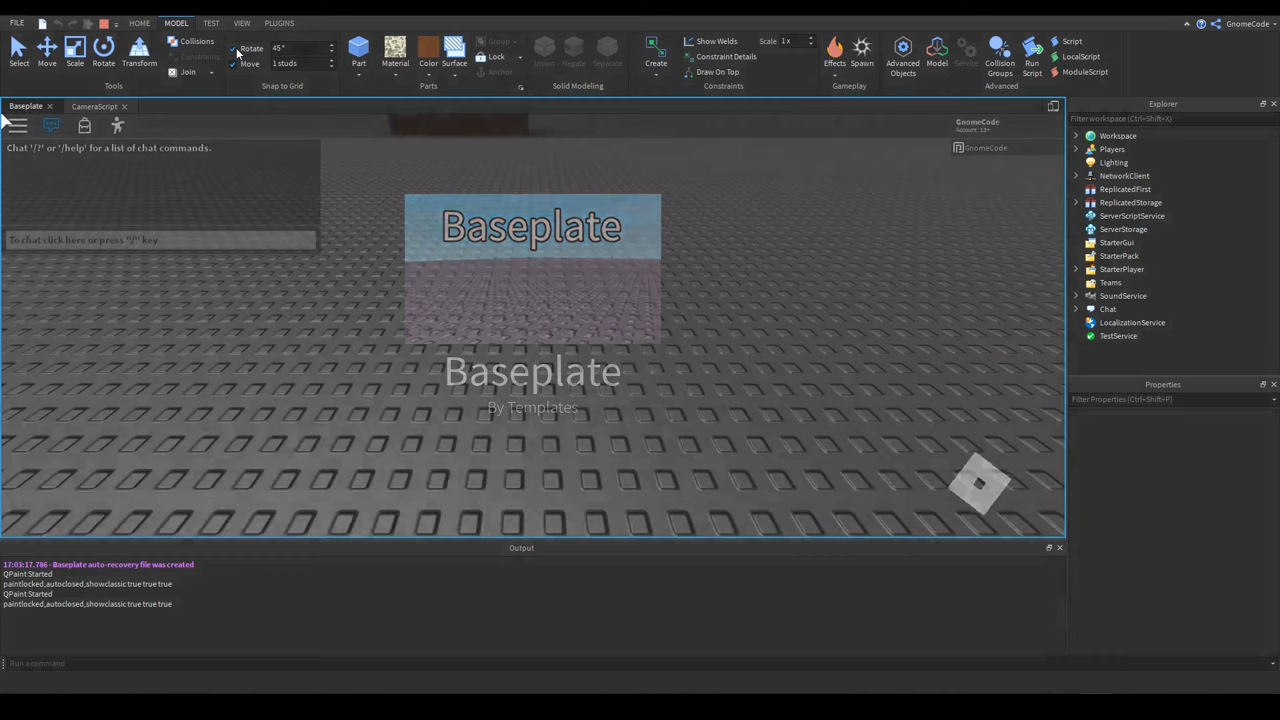 FILE HOME MODEL TEST VIEW PLUGINS GnomeCode
Select Move Scale Rotate Transform
Collisions
Constraints
Join
Tools
Rotate 45°
Move 1 studs
Snap to Grid
Part Material Color Surface
Group
Lock
Anchor
Parts
Union Negate Separate
Solid Modeling
Create
Show Welds Scale 1x
Constraint Details
Draw On Top
Constraints
Effects Spawn
Gameplay
Advanced Objects
Model
Service
Collision Groups
Run Script
Script
LocalScript
ModuleScript
Advanced
Baseplate CameraScript
Chat '/?' or '/help' for a list of chat commands.
To chat click here or press "/" key
GnomeCode
Account: 13+
GnomeCode
Baseplate
Baseplate
By Templates
Explorer
Filter workspace (Ctrl+Shift+X)
Workspace
Players
Lighting
NetworkClient
ReplicatedFirst
ReplicatedStorage
ServerScriptService
ServerStorage
StarterGui
StarterPack
StarterPlayer
Teams
SoundService
Chat
LocalizationService
TestService
Properties
Filter Properties (Ctrl+Shift+P)
Output
17:03:17.786 - Baseplate auto-recovery file was created
QPaint Started
paintlocked,autoclosed,showclassic true true true
QPaint Started
paintlocked,autoclosed,showclassic true true true
Run a command